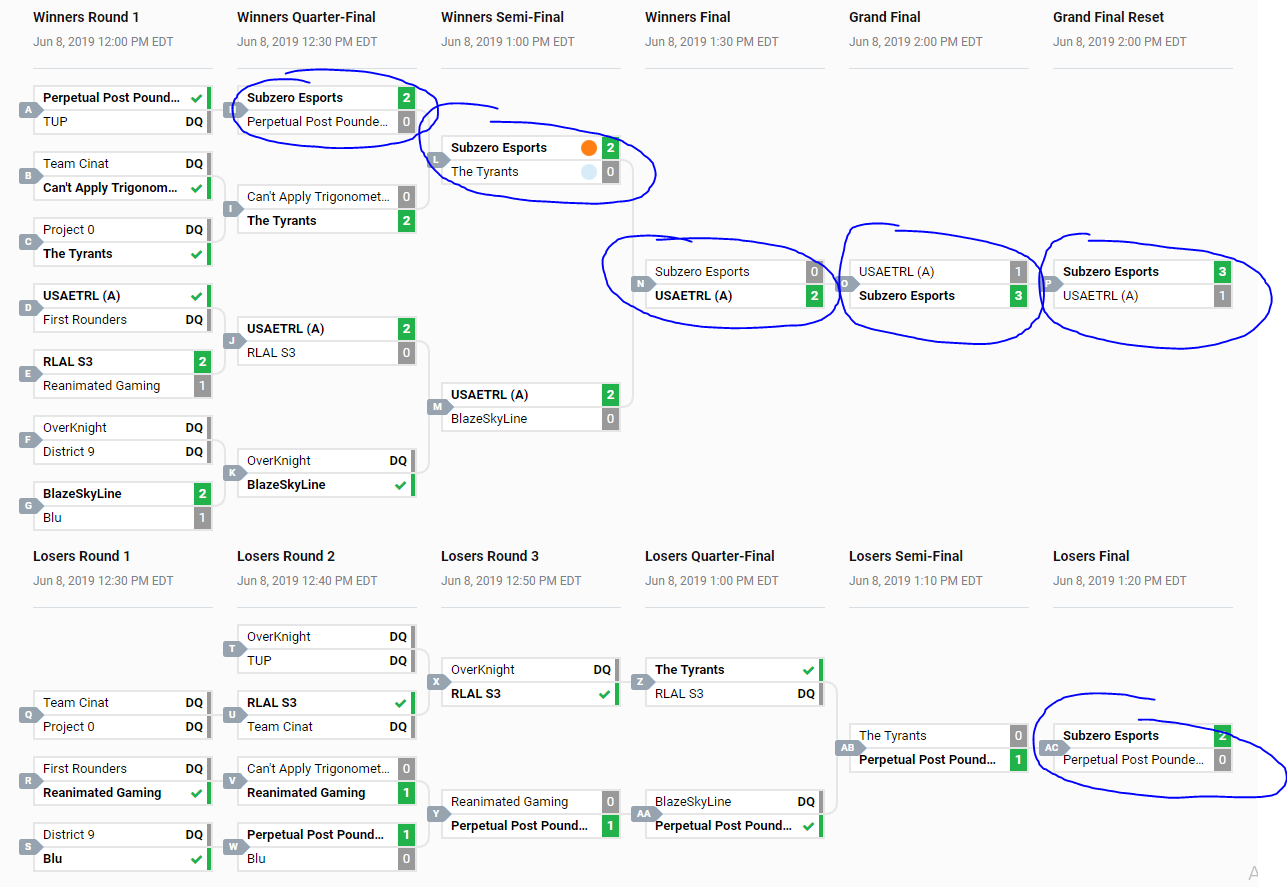 Winners Round 1
Jun 8, 2019 12:00 PM EDT
Winners Quarter-Final
Jun 8, 2019 12:30 PM EDT
Winners Semi-Final
Jun 8, 2019 1:00 PM EDT
Winners Final
Jun 8, 2019 1:30 PM EDT
Grand Final
Jun 8, 2019 2:00 PM EDT
Grand Final Reset
Jun 8, 2019 2:00 PM EDT
A
Perpetual Post Pound...
TUP DQ
B
Team Cinat DQ
Can't Apply Trigonom...
C
Project 0 DQ
The Tyrants
D
USAETRL (A)
First Rounders DQ
E
RLAL S3 2
Reanimated Gaming 1
F
OverKnight DQ
District 9 DQ
G
BlazeSkyLine 2
Blu 1
Subzero Esports 2
Perpetual Post Pounde... 0
I
Can't Apply Trigonomet... 0
The Tyrants 2
J
USAETRL (A) 2
RLAL S3 0
K
OverKnight DQ
BlazeSkyLine
L
Subzero Esports 2
The Tyrants 0
M
USAETRL (A) 2
BlazeSkyLine 0
N
Subzero Esports 0
USAETRL (A) 2
O
USAETRL (A) 1
Subzero Esports 3
P
Subzero Esports 3
USAETRL (A) 1
Losers Round 1
Jun 8, 2019 12:30 PM EDT
Losers Round 2
Jun 8, 2019 12:40 PM EDT
Losers Round 3
Jun 8, 2019 12:50 PM EDT
Losers Quarter-Final
Jun 8, 2019 1:00 PM EDT
Losers Semi-Final
Jun 8, 2019 1:10 PM EDT
Losers Final
Jun 8, 2019 1:20 PM EDT
Q
Team Cinat DQ
Project 0 DQ
R
First Rounders DQ
Reanimated Gaming
S
District 9 DQ
Blu
T
OverKnight DQ
TUP DQ
U
RLAL S3
Team Cinat DQ
V
Can't Apply Trigonomet... 0
Reanimated Gaming 1
W
Perpetual Post Pound... 1
Blu 0
X
OverKnight DQ
RLAL S3
Y
Reanimated Gaming 0
Perpetual Post Pound... 1
Z
The Tyrants
RLAL S3 DQ
AA
BlazeSkyLine DQ
Perpetual Post Pound...
AB
The Tyrants 0
Perpetual Post Pound... 1
AC
Subzero Esports 2
Perpetual Post Pounde... 0